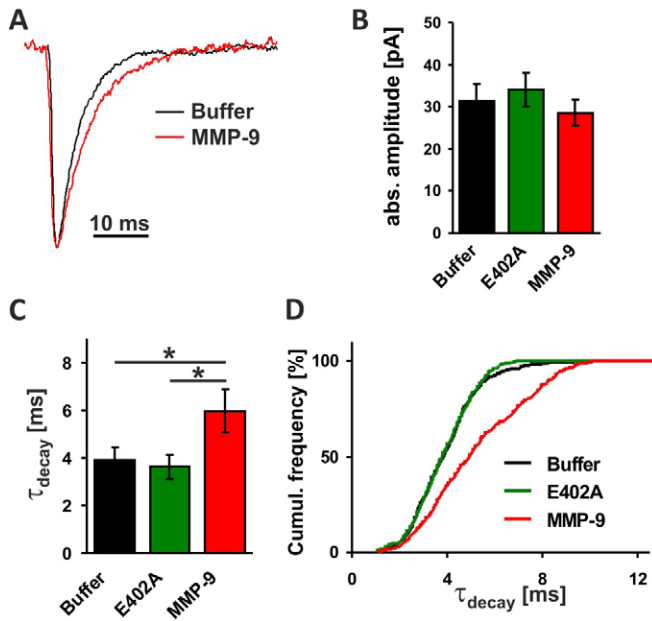 A
Buffer
MMP-9
10 ms
B
abs. amplitude [pA]
50
40
30
20
10
0
Buffer
E402A
MMP-9
C
τdecay [ms]
8
6
4
2
0
*
*
Buffer
E402A
MMP-9
D
Cumul. frequency [%]
100
50
0
Buffer
E402A
MMP-9
0 4 8 12
τdecay [ms]